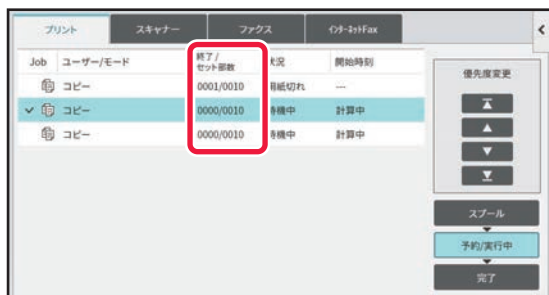 プリント スキャナー ファクス インターネットFax
Job ユーザー/モード 終了/セット部数 状況 開始時刻
コピー 0001/0010 用紙切れ ---
コピー 0000/0010 待機中 計算中
コピー 0000/0010 待機中 計算中
優先度変更
スプール
予約/実行中
完了